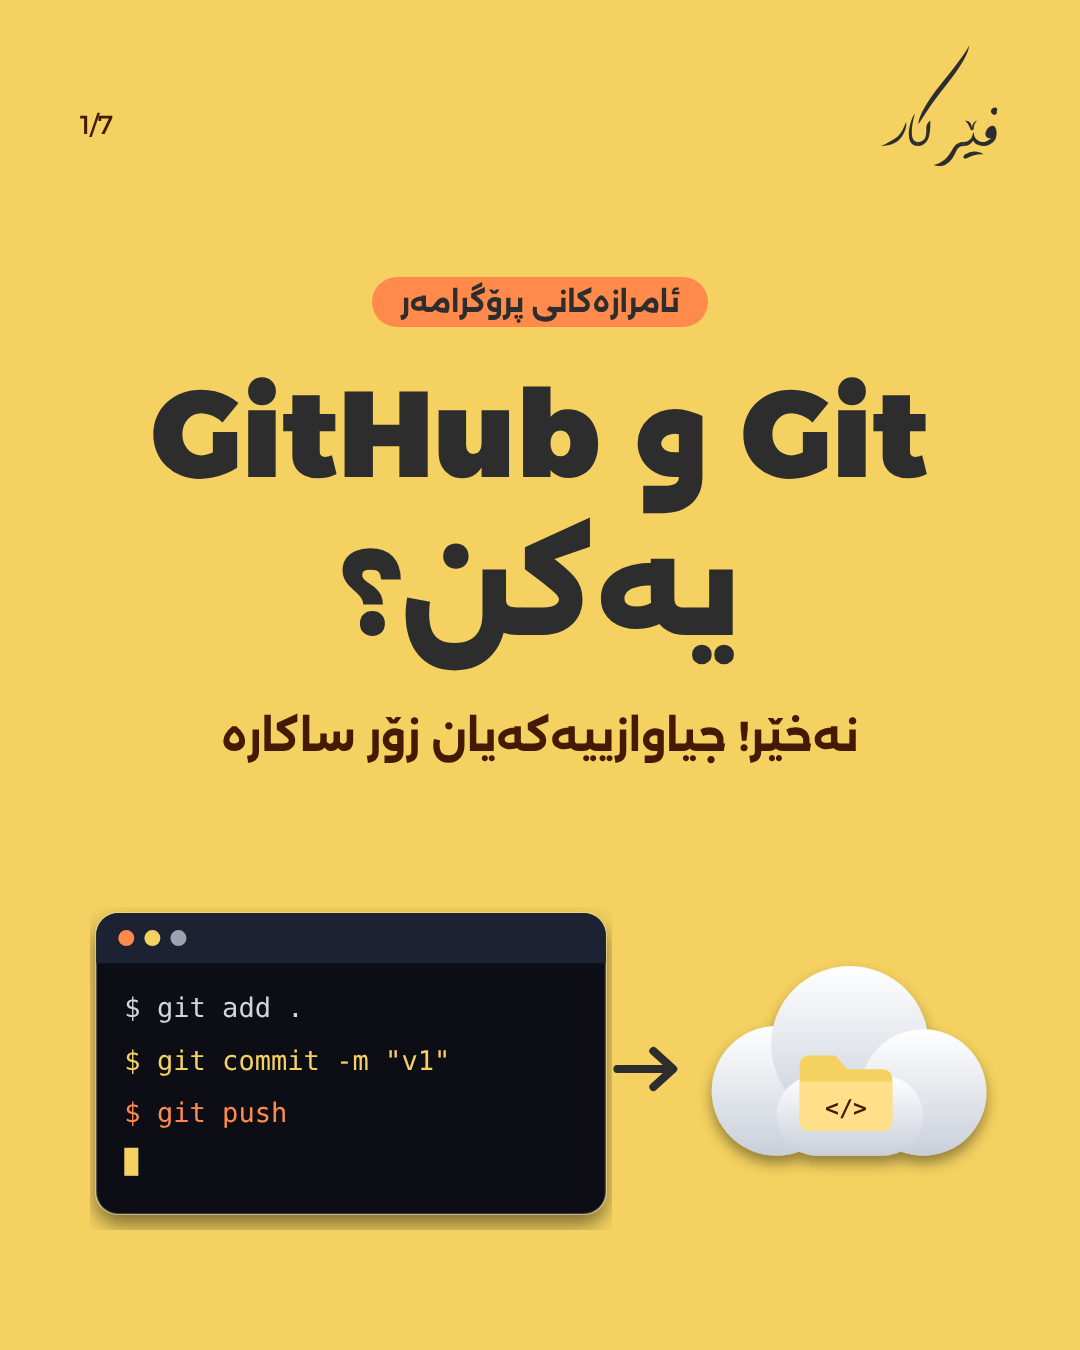 1/7
فێرکار
ئامرازەکانی پرۆگرامەر
Git و GitHub
یەکن؟
نەخێر! جیاوازییەکەیان زۆر ساکارە
$ git add .
$ git commit -m "v1"
$ git push
</>